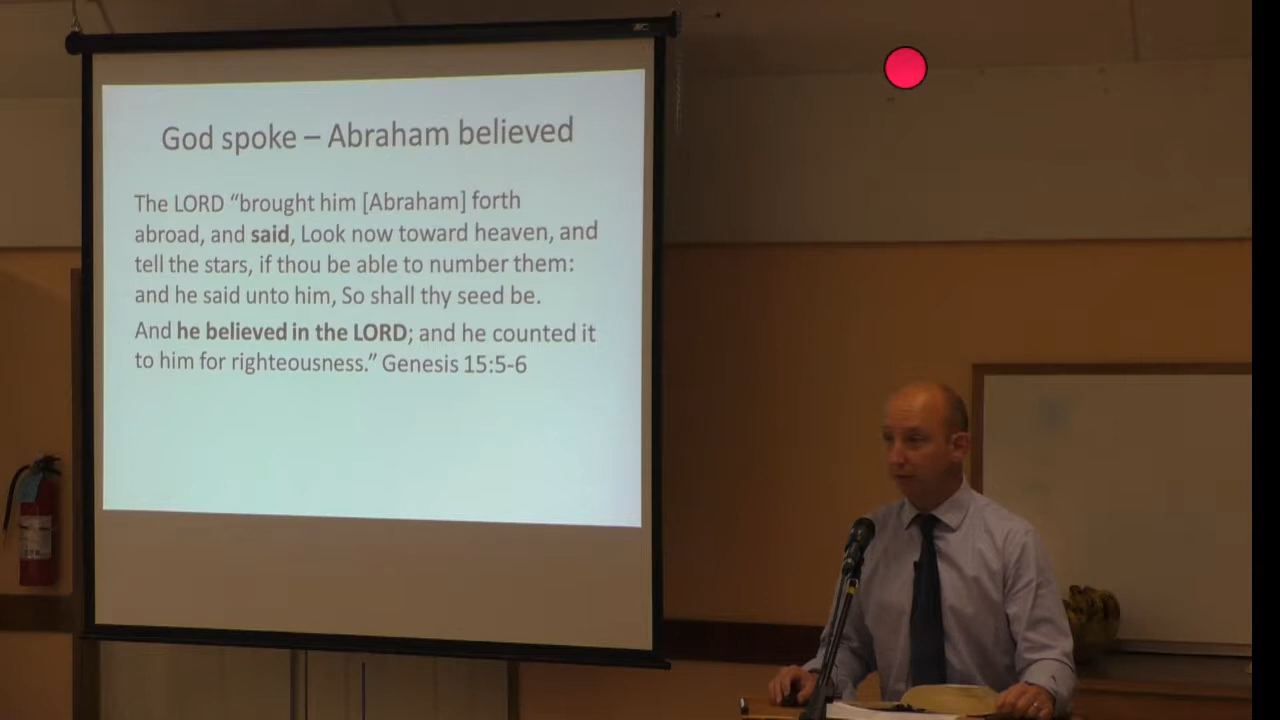 God spoke – Abraham believed
The LORD “brought him [Abraham] forth
abroad, and said, Look now toward heaven, and
tell the stars, if thou be able to number them:
and he said unto him, So shall thy seed be.
And he believed in the LORD; and he counted it
to him for righteousness.” Genesis 15:5-6